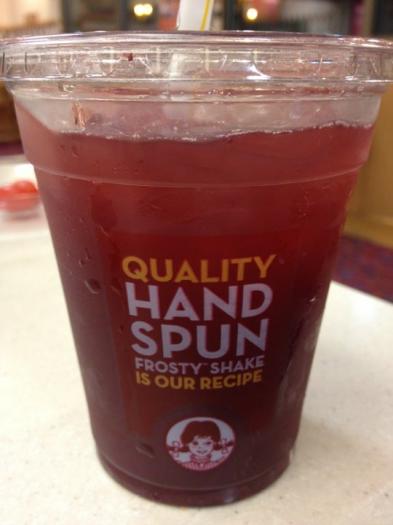 QUALITY
HAND
SPUN
FROSTY™ SHAKE
IS OUR RECIPE